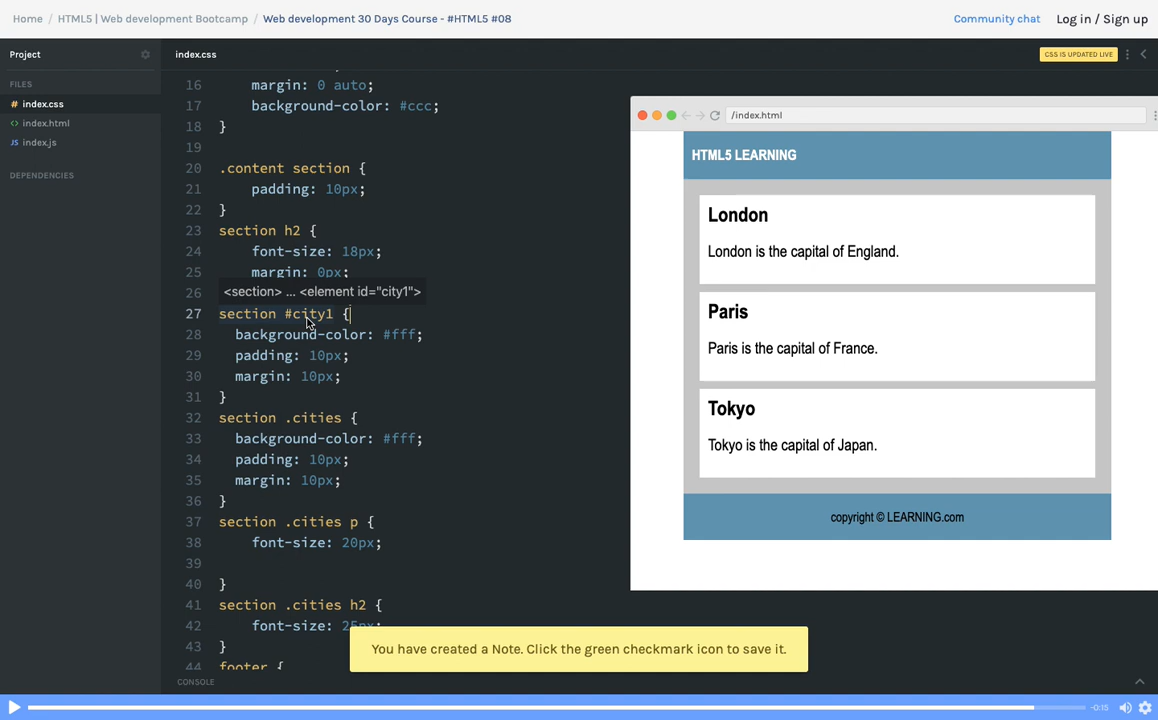 Home / HTML5 | Web development Bootcamp / Web development 30 Days Course - #HTML5 #08
Community chat Log in / Sign up
Project
index.css
CSS IS UPDATED LIVE
FILES
# index.css
<> index.html
JS index.js
DEPENDENCIES
16 margin: 0 auto;
17 background-color: #ccc;
18 }
19
20 .content section {
21 padding: 10px;
22 }
23 section h2 {
24 font-size: 18px;
25 margin: 0px;
26
<section> … <element id="city1">
27 section #city1 {
28 background-color: #fff;
29 padding: 10px;
30 margin: 10px;
31 }
32 section .cities {
33 background-color: #fff;
34 padding: 10px;
35 margin: 10px;
36 }
37 section .cities p {
38 font-size: 20px;
39
40 }
41 section .cities h2 {
42 font-size: 25px;
43 }
44 footer {
/index.html
HTML5 LEARNING
London
London is the capital of England.
Paris
Paris is the capital of France.
Tokyo
Tokyo is the capital of Japan.
copyright © LEARNING.com
You have created a Note. Click the green checkmark icon to save it.
CONSOLE
-0:15